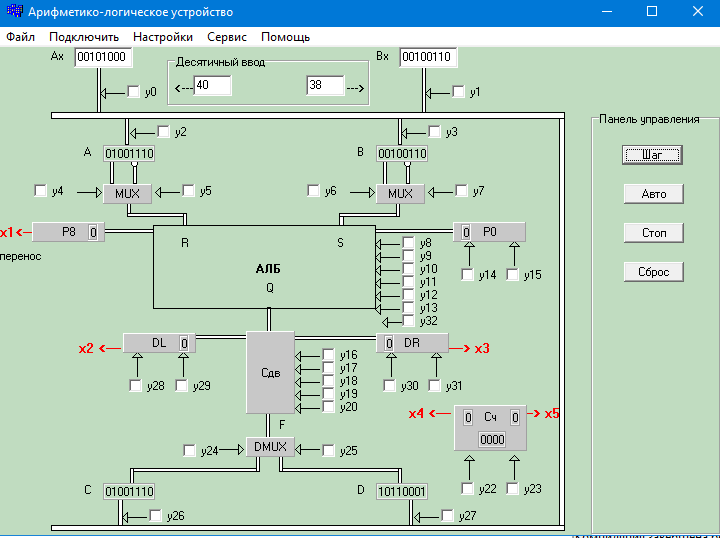 Арифметико-логическое устройство
Файл Подключить Настройки Сервис Помощь
Ax 00101000 Bx 00100110
Десятичный ввод
<--- 40 38 --->
y0 y1
Панель управления
y2 y3
A 01001110 B 00100110
Шаг
y4 MUX y5 y6 MUX y7
Авто
x1 P8 0 P0 0
R S y8
Стоп
перенос y9
АЛБ y10 y14 y15
Сброс
Q y11
y12
y13
y32
x2 DL 0 0 DR x3
y16
Сдв y17
y28 y29 y18 y30 y31
y19
y20
x4 0 Сч 0 x5
F
0000
y24 DMUX y25
C 01001110 D 10110001
y22 y23
y26 y27